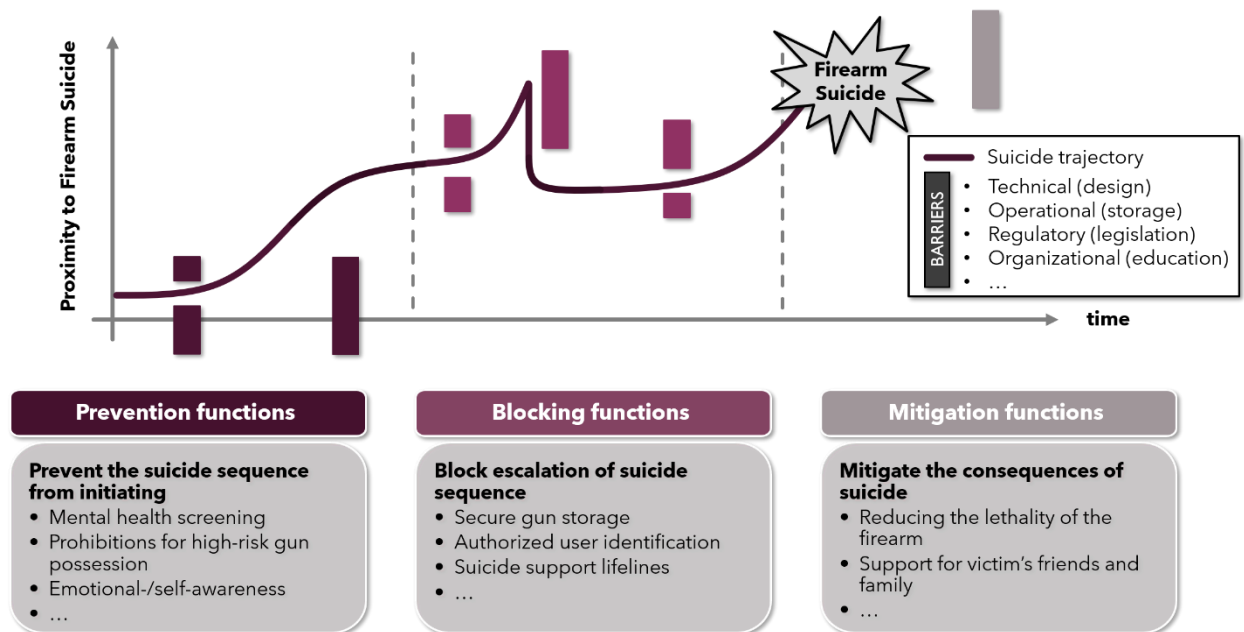 Proximity to Firearm Suicide
Firearm
Suicide
Suicide trajectory
BARRIERS
• Technical (design)
• Operational (storage)
• Regulatory (legislation)
• Organizational (education)
• …
time
Prevention functions
Prevent the suicide sequence
from initiating
• Mental health screening
• Prohibitions for high-risk gun
possession
• Emotional-/self-awareness
• …
Blocking functions
Block escalation of suicide
sequence
• Secure gun storage
• Authorized user identification
• Suicide support lifelines
• …
Mitigation functions
Mitigate the consequences of
suicide
• Reducing the lethality of the
firearm
• Support for victim’s friends and
family
• …